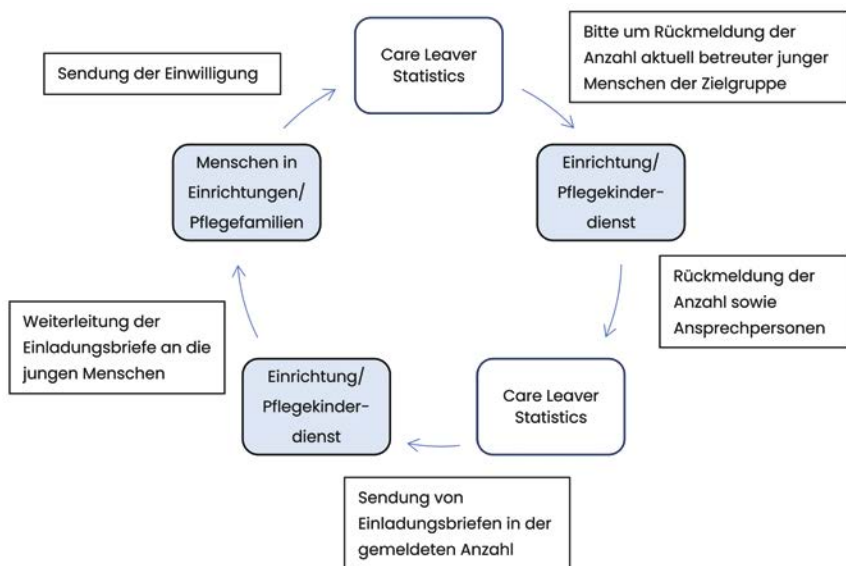 Care Leaver
Statistics
Bitte um Rückmeldung der
Anzahl aktuell betreuter junger
Menschen der Zielgruppe
Einrichtung/
Pflegekinder-
dienst
Rückmeldung der
Anzahl sowie
Ansprechpersonen
Care Leaver
Statistics
Sendung von
Einladungsbriefen in der
gemeldeten Anzahl
Einrichtung/
Pflegekinder-
dienst
Weiterleitung der
Einladungsbriefe an die
jungen Menschen
Menschen in
Einrichtungen/
Pflegefamilien
Sendung der Einwilligung